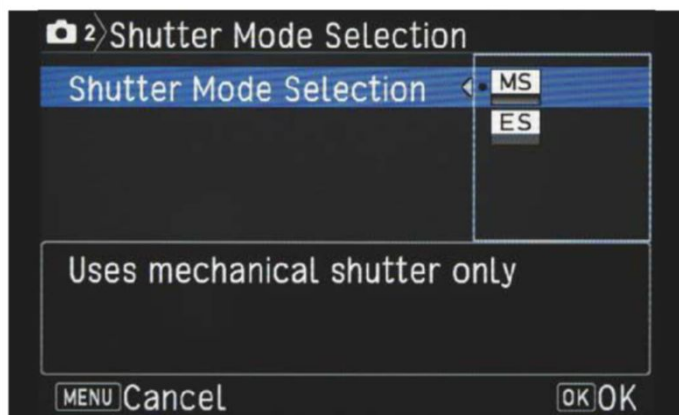 2 Shutter Mode Selection
Shutter Mode Selection MS
ES
Uses mechanical shutter only
MENU Cancel OK OK